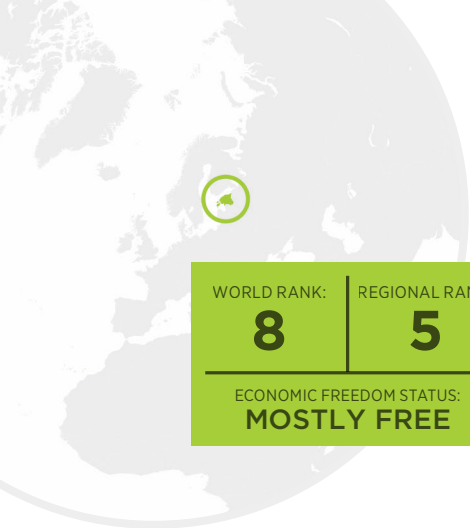 WORLD RANK:
8
REGIONAL RAN
5
ECONOMIC FREEDOM STATUS:
MOSTLY FREE